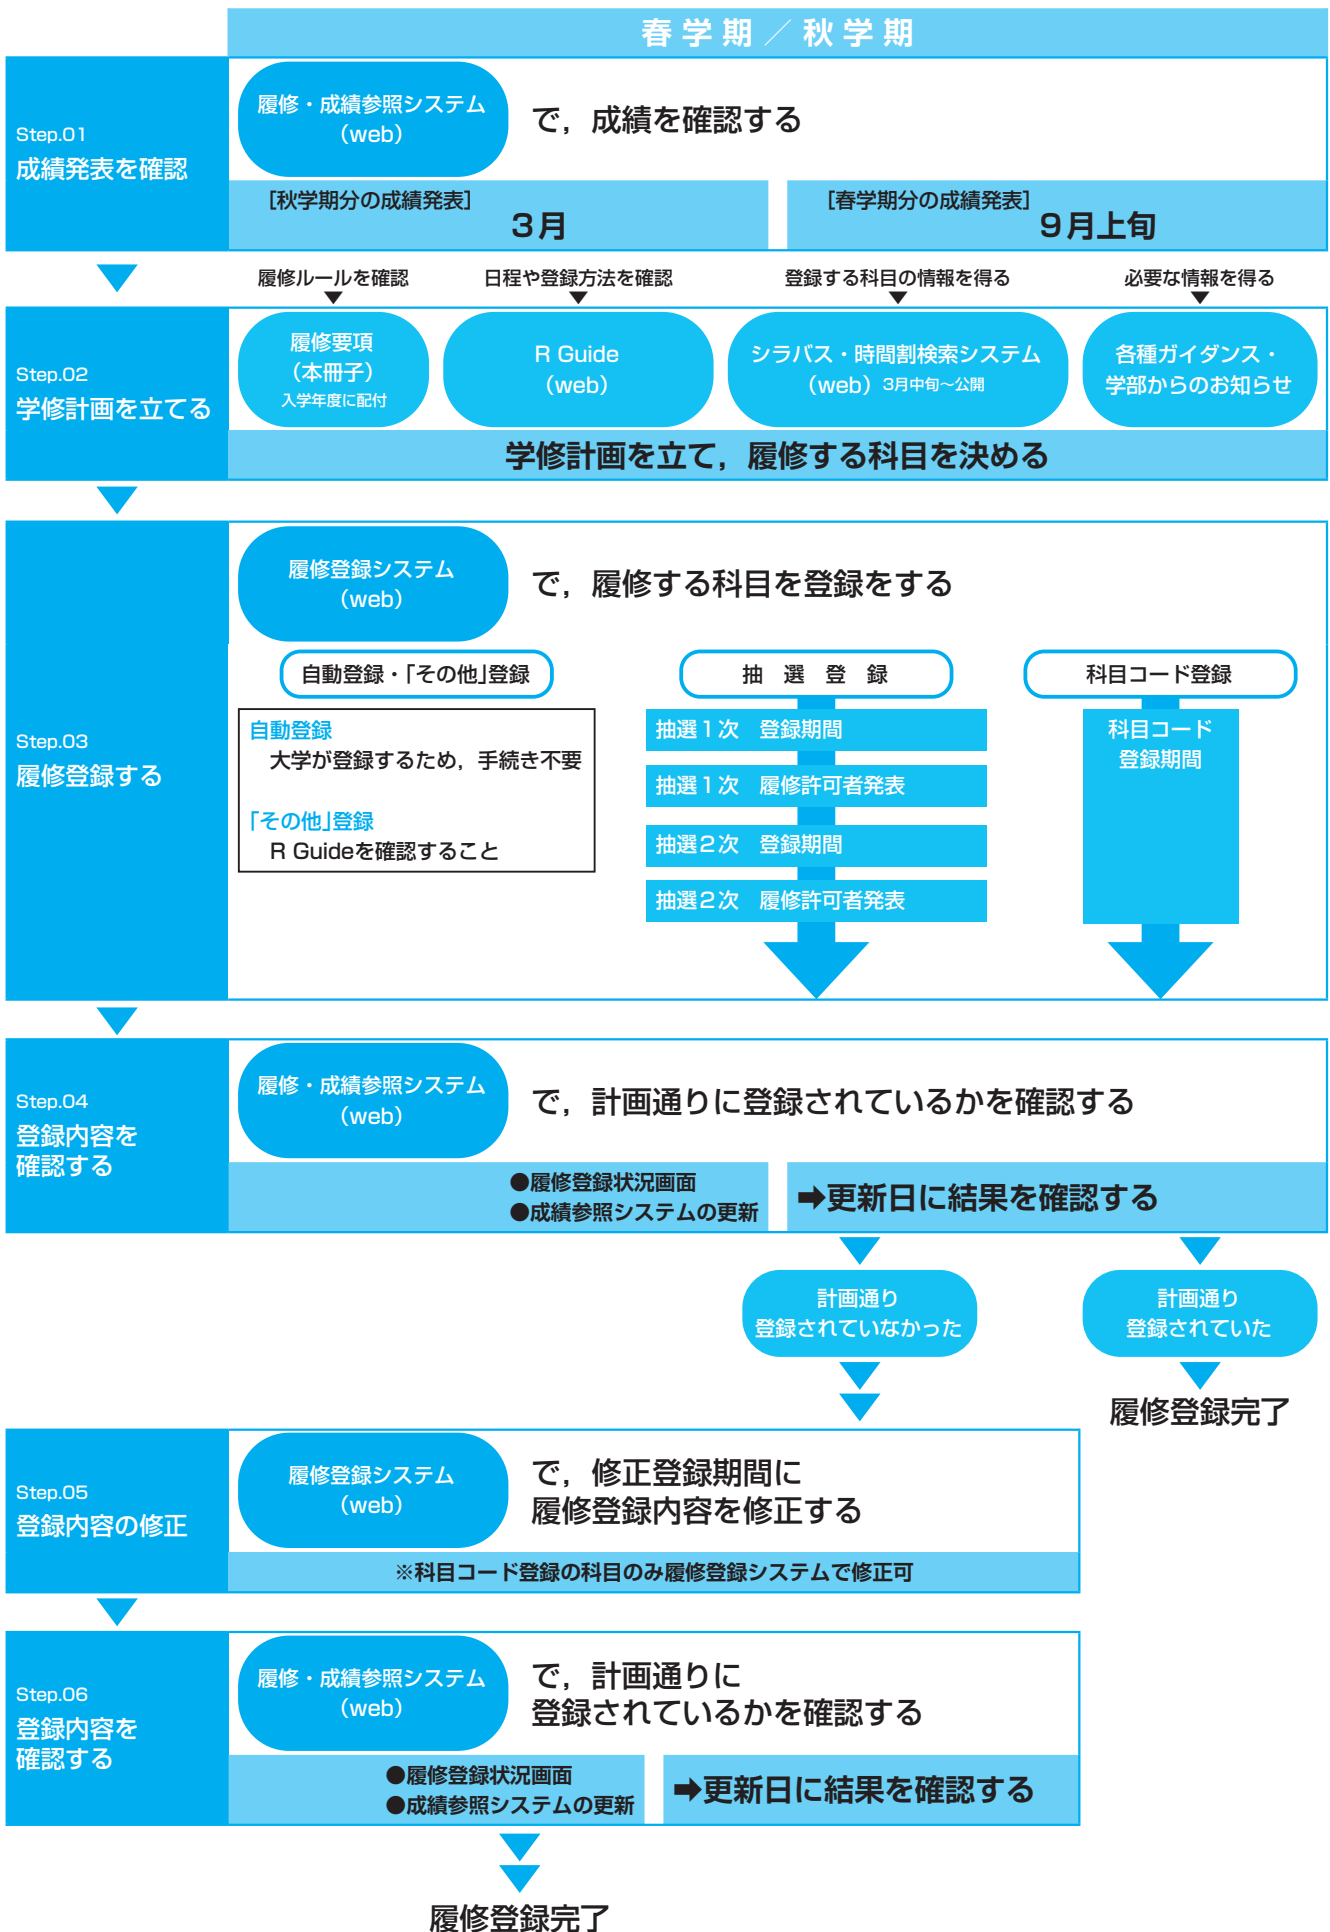 春学期／秋学期
Step.01
成績発表を確認
履修・成績参照システム
（web）
で，成績を確認する
［秋学期分の成績発表］
3月
［春学期分の成績発表］
9月上旬
履修ルールを確認
日程や登録方法を確認
登録する科目の情報を得る
必要な情報を得る
Step.02
学修計画を立てる
履修要項
（本冊子）
入学年度に配付
R Guide
（web）
シラバス・時間割検索システム
（web）3月中旬～公開
各種ガイダンス・
学部からのお知らせ
学修計画を立て，履修する科目を決める
Step.03
履修登録する
履修登録システム
（web）
で，履修する科目を登録をする
自動登録・「その他」登録
自動登録
大学が登録するため，手続き不要
「その他」登録
R Guideを確認すること
抽　選　登　録
抽選1次　登録期間
抽選1次　履修許可者発表
抽選2次　登録期間
抽選2次　履修許可者発表
科目コード登録
科目コード
登録期間
Step.04
登録内容を
確認する
履修・成績参照システム
（web）
で，計画通りに登録されているかを確認する
●履修登録状況画面
●成績参照システムの更新
➡更新日に結果を確認する
計画通り
登録されていなかった
計画通り
登録されていた
履修登録完了
Step.05
登録内容の修正
履修登録システム
（web）
で，修正登録期間に
履修登録内容を修正する
※科目コード登録の科目のみ履修登録システムで修正可
Step.06
登録内容を
確認する
履修・成績参照システム
（web）
で，計画通りに
登録されているかを確認する
●履修登録状況画面
●成績参照システムの更新
➡更新日に結果を確認する
履修登録完了